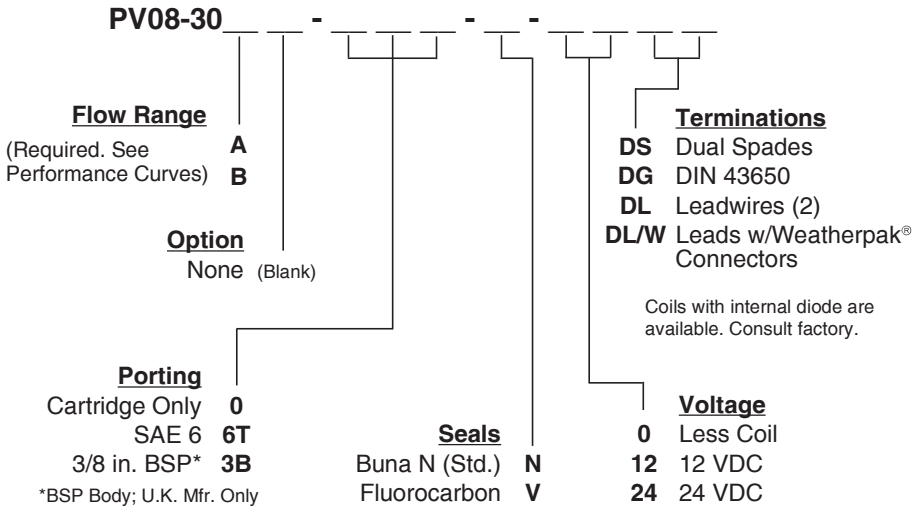 PV08-30__ __ - __ __ __ - __ - __ __ __ __
Flow Range
(Required. See
Performance Curves)
A
B
Option
None (Blank)
Porting
Cartridge Only 0
SAE 6 6T
3/8 in. BSP* 3B
*BSP Body; U.K. Mfr. Only
Seals
Buna N (Std.) N
Fluorocarbon V
Terminations
DS Dual Spades
DG DIN 43650
DL Leadwires (2)
DL/W Leads w/Weatherpak®
Connectors
Coils with internal diode are
available. Consult factory.
Voltage
0 Less Coil
12 12 VDC
24 24 VDC